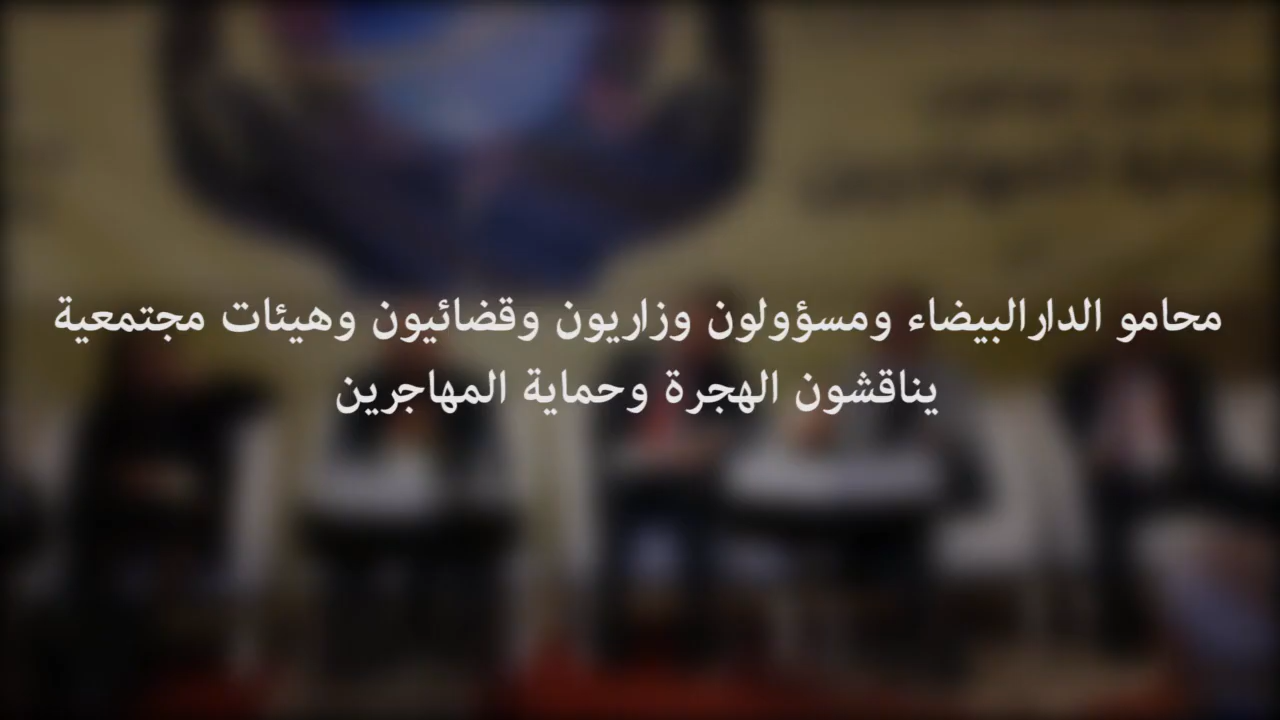 محامو الدارالبيضاء ومسؤولون وزاريون وقضائيون وهيئات مجتمعية
يناقشون الهجرة وحماية المهاجرين